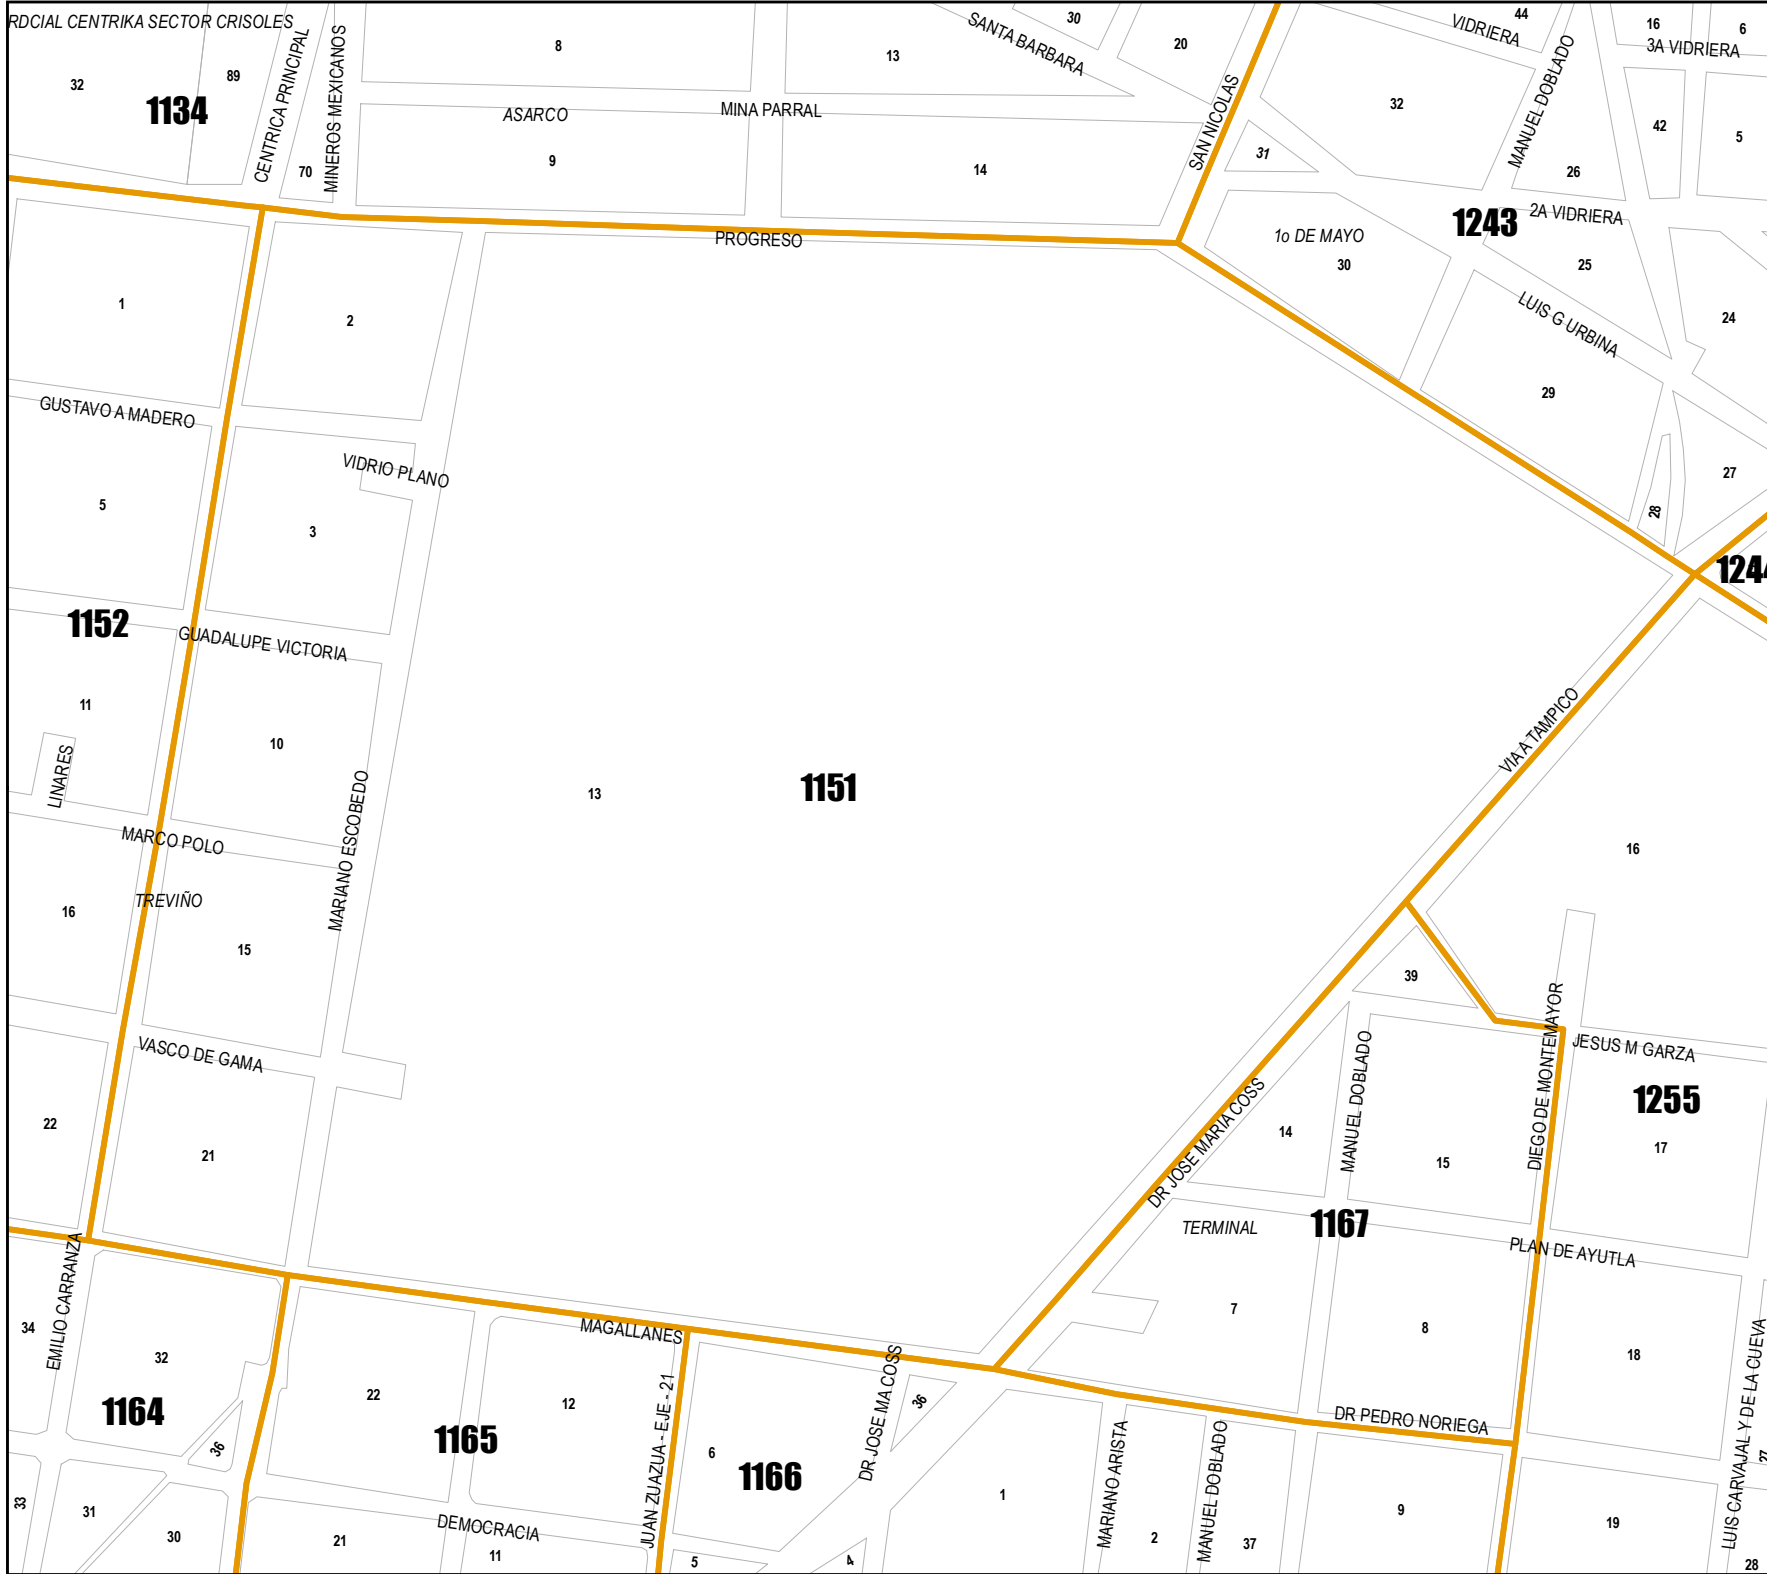 RDCIAL CENTRIKA SECTOR CRISOLES
32
89
1134
CENTRICA PRINCIPAL
70
MINEROS MEXICANOS
8
ASARCO
MINA PARRAL
9
13
14
SANTA BARBARA
30
20
SAN NICOLAS
31
VIDRIERA
44
MANUEL DOBLADO
32
16
6
3A VIDRIERA
42
5
26
2A VIDRIERA
1243
1o DE MAYO
30
25
24
LUIS G URBINA
29
27
28
PROGRESO
1
2
GUSTAVO A MADERO
VIDRIO PLANO
5
3
1152
GUADALUPE VICTORIA
11
10
LINARES
MARCO POLO
MARIANO ESCOBEDO
13
1151
VIA A TAMPICO
16
TREVIÑO
16
15
39
VASCO DE GAMA
22
21
DR JOSE MARIA COSS
14
MANUEL DOBLADO
15
DIEGO DE MONTEMAYOR
JESUS M GARZA
1255
17
TERMINAL
1167
PLAN DE AYUTLA
7
8
18
EMILIO CARRANZA
34
32
1164
36
33
31
30
MAGALLANES
22
12
1165
DEMOCRACIA
21
11
JUAN ZUAZUA - EJE - 21
6
1166
DR JOSE MA COSS
36
5
4
1
MARIANO ARISTA
2
MANUEL DOBLADO
37
DR PEDRO NORIEGA
9
19
LUIS CARVAJAL Y DE LA CUEVA
27
28